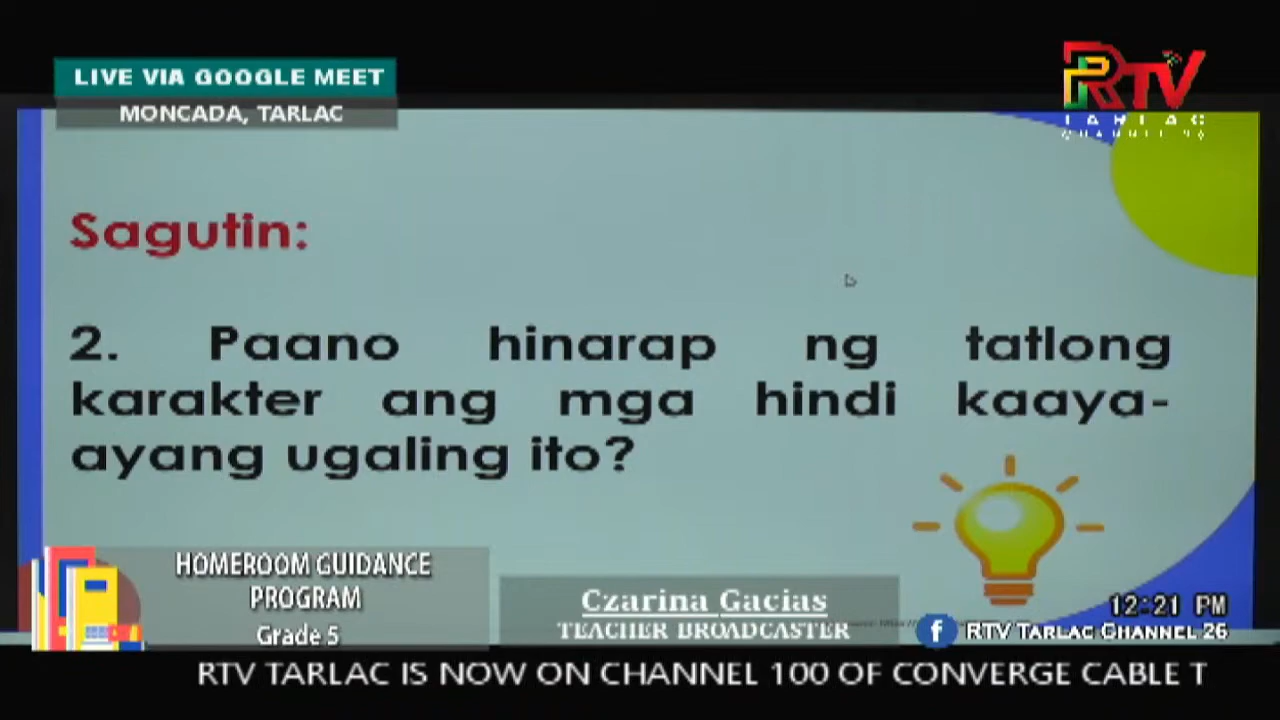 LIVE VIA GOOGLE MEET
MONCADA, TARLAC
RTV
TARLAC
CHANNEL 26
Sagutin:
2. Paano hinarap ng tatlong
karakter ang mga hindi kaaya-
ayang ugaling ito?
HOMEROOM GUIDANCE
PROGRAM
Grade 5
Czarina Gacias
TEACHER BROADCASTER
12:21 PM
f RTV TARLAC CHANNEL 26
RTV TARLAC IS NOW ON CHANNEL 100 OF CONVERGE CABLE T